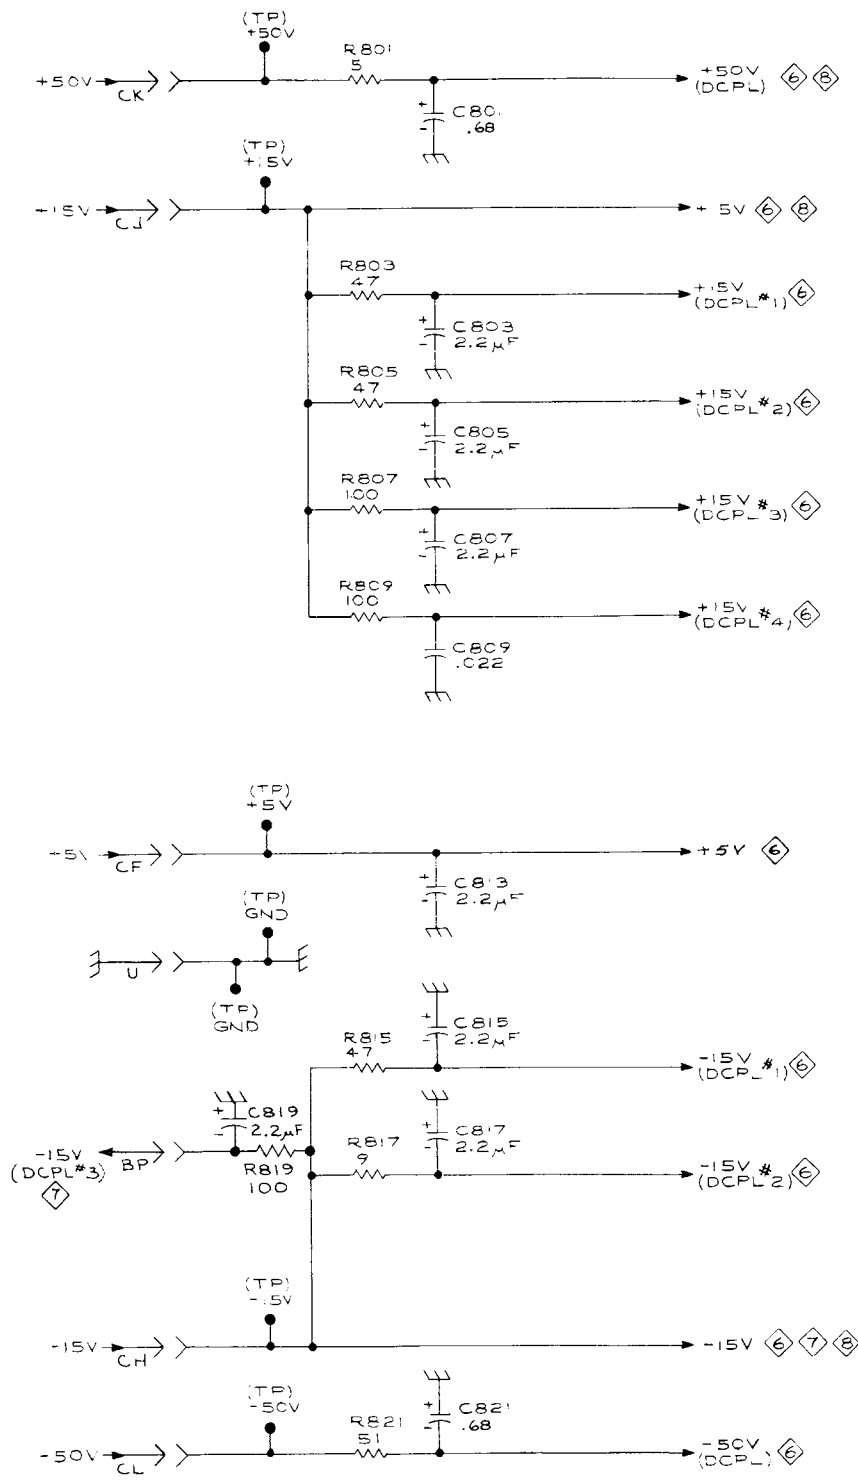 (TP)
+50V
R801
5
+50V
CK
+50V
(DCPL)
6 8
C80
.68
(TP)
+15V
+15V
CJ
+ 5V 6 8
R803
47
+15V
(DCPL#1) 6
C803
2.2µF
R805
47
+15V
(DCPL#2) 6
C805
2.2µF
R807
100
+15V
(DCPL#3) 6
C807
2.2µF
R809
100
+15V
(DCPL#4) 6
C809
.022
(TP)
+5V
+5V
CF
+5V 6
C813
2.2µF
(TP)
GND
U
(TP)
GND
C815
2.2µF
R815
47
-15V
(DCPL#1) 6
C819
2.2µF
C817
2.2µF
-15V
(DCPL#3)
7
BP
R819
100
R817
9
-15V
(DCPL#2) 6
(TP)
-15V
-15V
CH
-15V 6 7 8
(TP)
-50V
C821
.68
R821
51
-50V
CL
-50V
(DCPL) 6